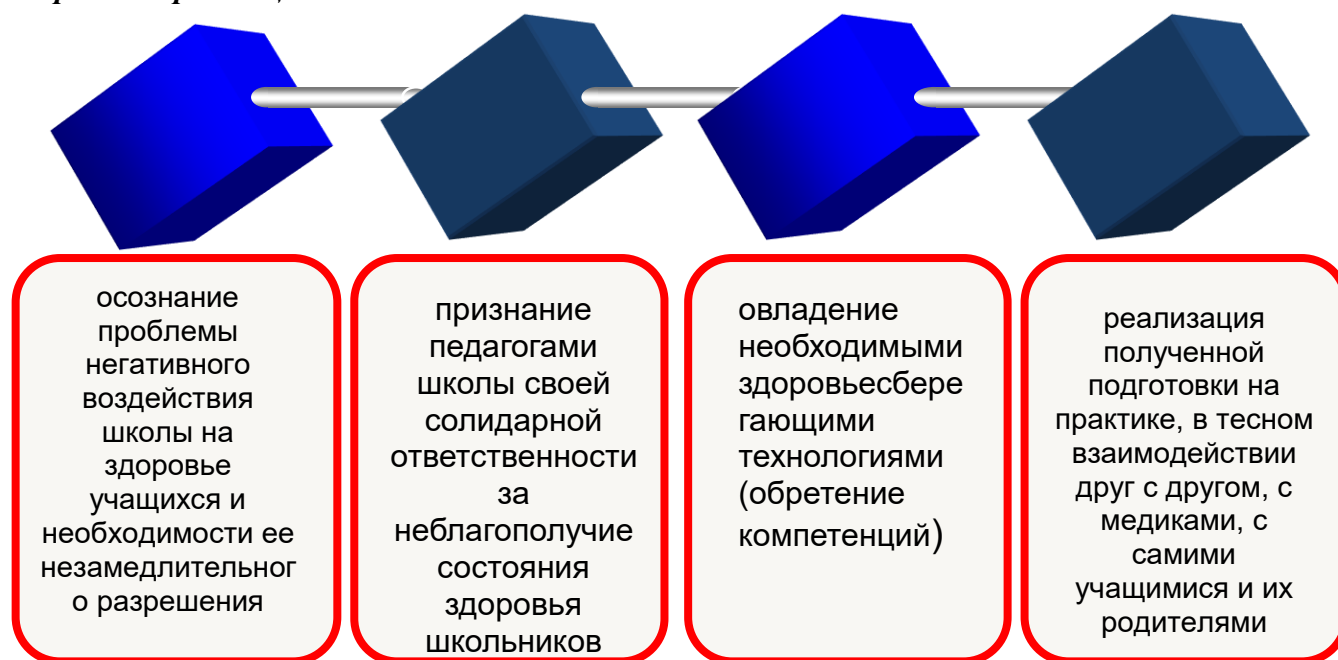 осознание
проблемы
негативного
воздействия
школы на
здоровье
учащихся и
необходимости ее
незамедлительног
о разрешения
признание
педагогами
школы своей
солидарной
ответственности
за
неблагополучие
состояния
здоровья
школьников
овладение
необходимыми
здоровьесбере
гающими
технологиями
(обретение
компетенций)
реализация
полученной
подготовки на
практике, в тесном
взаимодействии
друг с другом, с
медиками, с
самими
учащимися и их
родителями